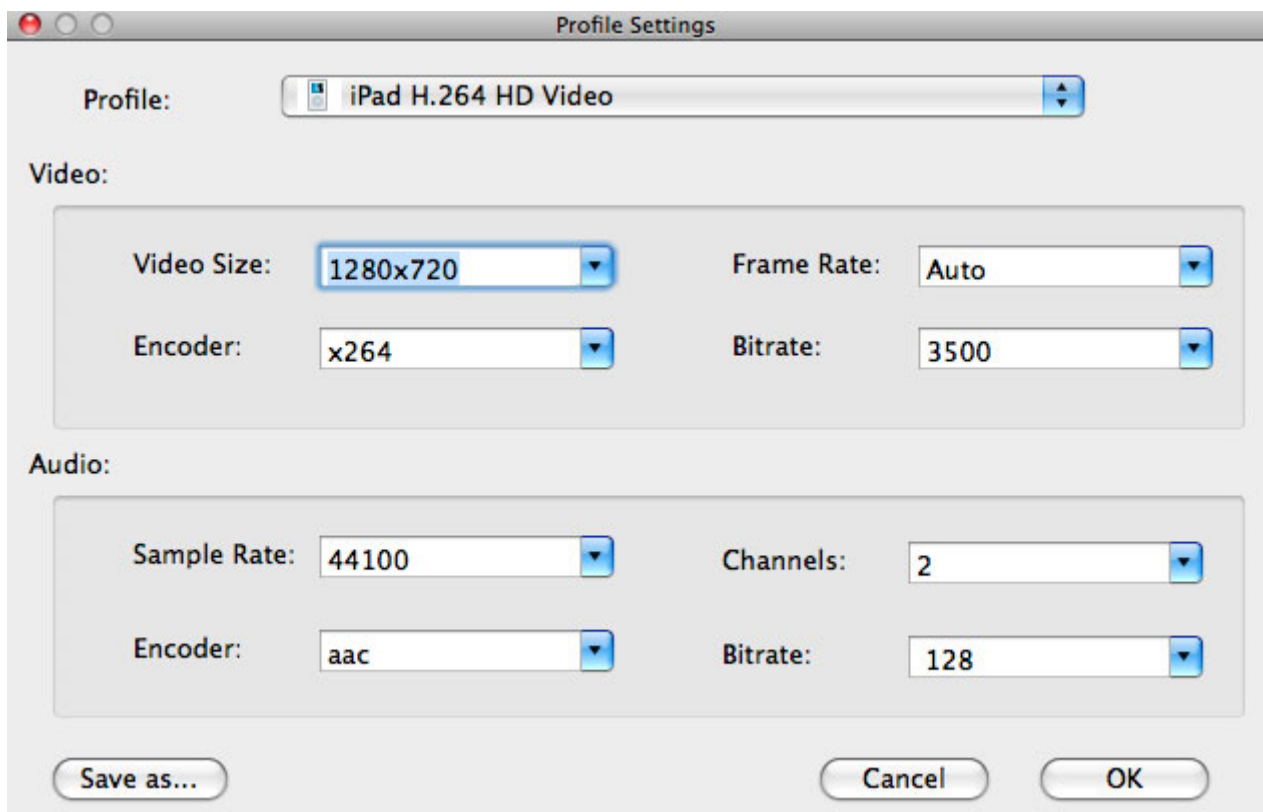 Profile Settings
Profile: iPad H.264 HD Video
Video:
Video Size: 1280x720 Frame Rate: Auto
Encoder: x264 Bitrate: 3500
Audio:
Sample Rate: 44100 Channels: 2
Encoder: aac Bitrate: 128
Save as... Cancel OK